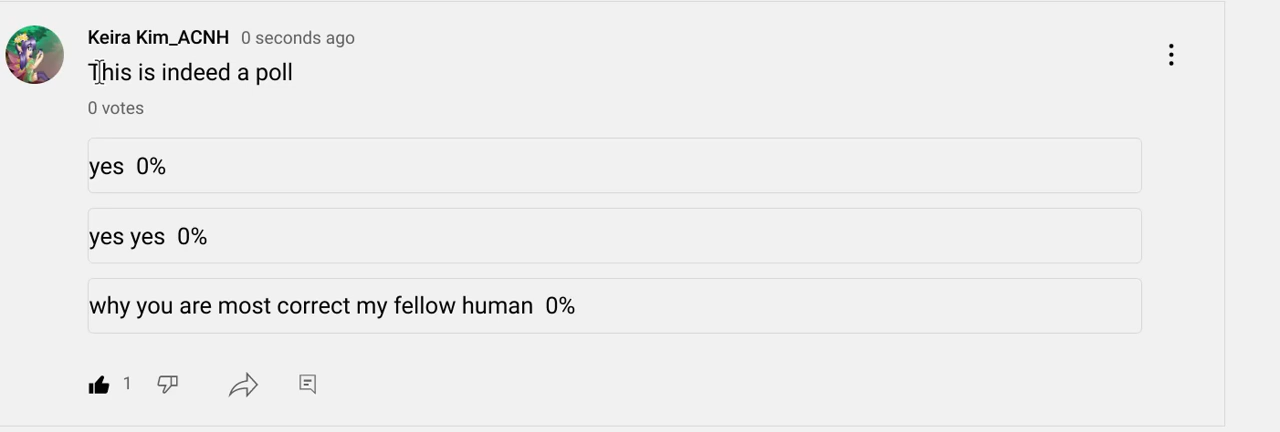 Keira Kim_ACNH 0 seconds ago
This is indeed a poll
0 votes
yes 0%
yes yes 0%
why you are most correct my fellow human 0%
1